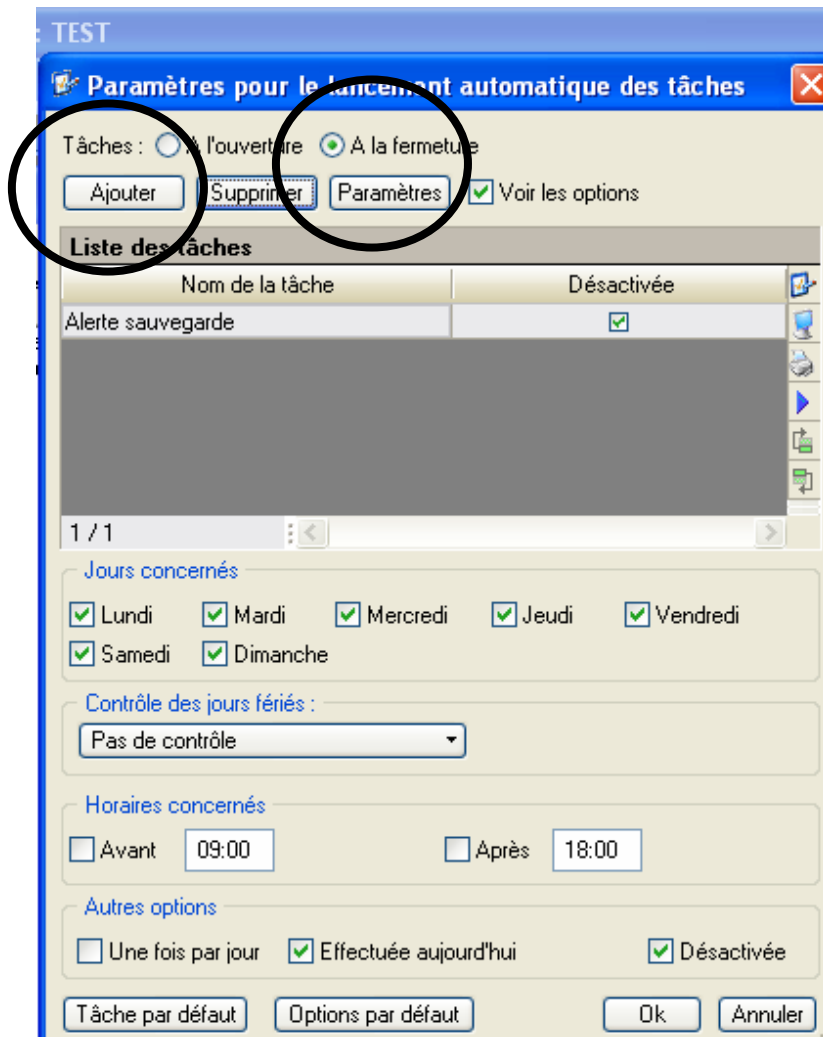 : TEST
Paramètres pour le lancement automatique des tâches
Tâches : A l'ouverture A la fermeture
Ajouter Supprimer Paramètres Voir les options
Liste des tâches
Nom de la tâche Désactivée
Alerte sauvegarde
1 / 1
Jours concernés
Lundi Mardi Mercredi Jeudi Vendredi
Samedi Dimanche
Contrôle des jours fériés :
Pas de contrôle
Horaires concernés
Avant 09:00 Après 18:00
Autres options
Une fois par jour Effectuée aujourd'hui Désactivée
Tâche par défaut Options par défaut Ok Annuler